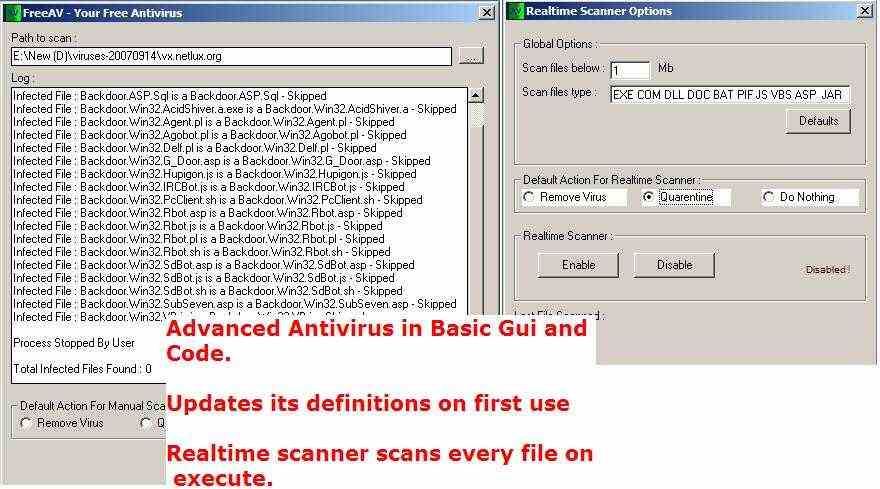 FreeAV - Your Free Antivirus
Path to scan :
E:\New (D)\viruses-20070914\vx.netlux.org
...
Log :
Infected File : Backdoor.ASP.Sql is a Backdoor.ASP.Sql - Skipped
Infected File : Backdoor.Win32.AcidShiver.a.exe is a Backdoor.Win32.AcidShiver.a - Skipped
Infected File : Backdoor.Win32.Agent.pl is a Backdoor.Win32.Agent.pl - Skipped
Infected File : Backdoor.Win32.Agobot.pl is a Backdoor.Win32.Agobot.pl - Skipped
Infected File : Backdoor.Win32.Delf.pl is a Backdoor.Win32.Delf.pl - Skipped
Infected File : Backdoor.Win32.G_Door.asp is a Backdoor.Win32.G_Door.asp - Skipped
Infected File : Backdoor.Win32.Hupigon.js is a Backdoor.Win32.Hupigon.js - Skipped
Infected File : Backdoor.Win32.IRCBot.js is a Backdoor.Win32.IRCBot.js - Skipped
Infected File : Backdoor.Win32.PcClient.sh is a Backdoor.Win32.PcClient.sh - Skipped
Infected File : Backdoor.Win32.Rbot.asp is a Backdoor.Win32.Rbot.asp - Skipped
Infected File : Backdoor.Win32.Rbot.js is a Backdoor.Win32.Rbot.js - Skipped
Infected File : Backdoor.Win32.Rbot.pl is a Backdoor.Win32.Rbot.pl - Skipped
Infected File : Backdoor.Win32.Rbot.sh is a Backdoor.Win32.Rbot.sh - Skipped
Infected File : Backdoor.Win32.SdBot.asp is a Backdoor.Win32.SdBot.asp - Skipped
Infected File : Backdoor.Win32.SdBot.js is a Backdoor.Win32.SdBot.js - Skipped
Infected File : Backdoor.Win32.SdBot.sh is a Backdoor.Win32.SdBot.sh - Skipped
Infected File : Backdoor.Win32.SubSeven.asp is a Backdoor.Win32.SubSeven.asp - Skipped
Infected File : Backdoor.Win32
Process Stopped By User
Total Infected Files Found : 0
Default Action For Manual Sca
Remove Virus
Realtime Scanner Options
Global Options :
Scan files below : 1 Mb
Scan files type : EXE COM DLL DOC BAT PIF JS VBS ASP JAR
Defaults
Default Action For Realtime Scanner :
Remove Virus Quarentine Do Nothing
Realtime Scanner :
Enable Disable Disabled !
Advanced Antivirus in Basic Gui and
Code.
Updates its definitions on first use
Realtime scanner scans every file on
execute.